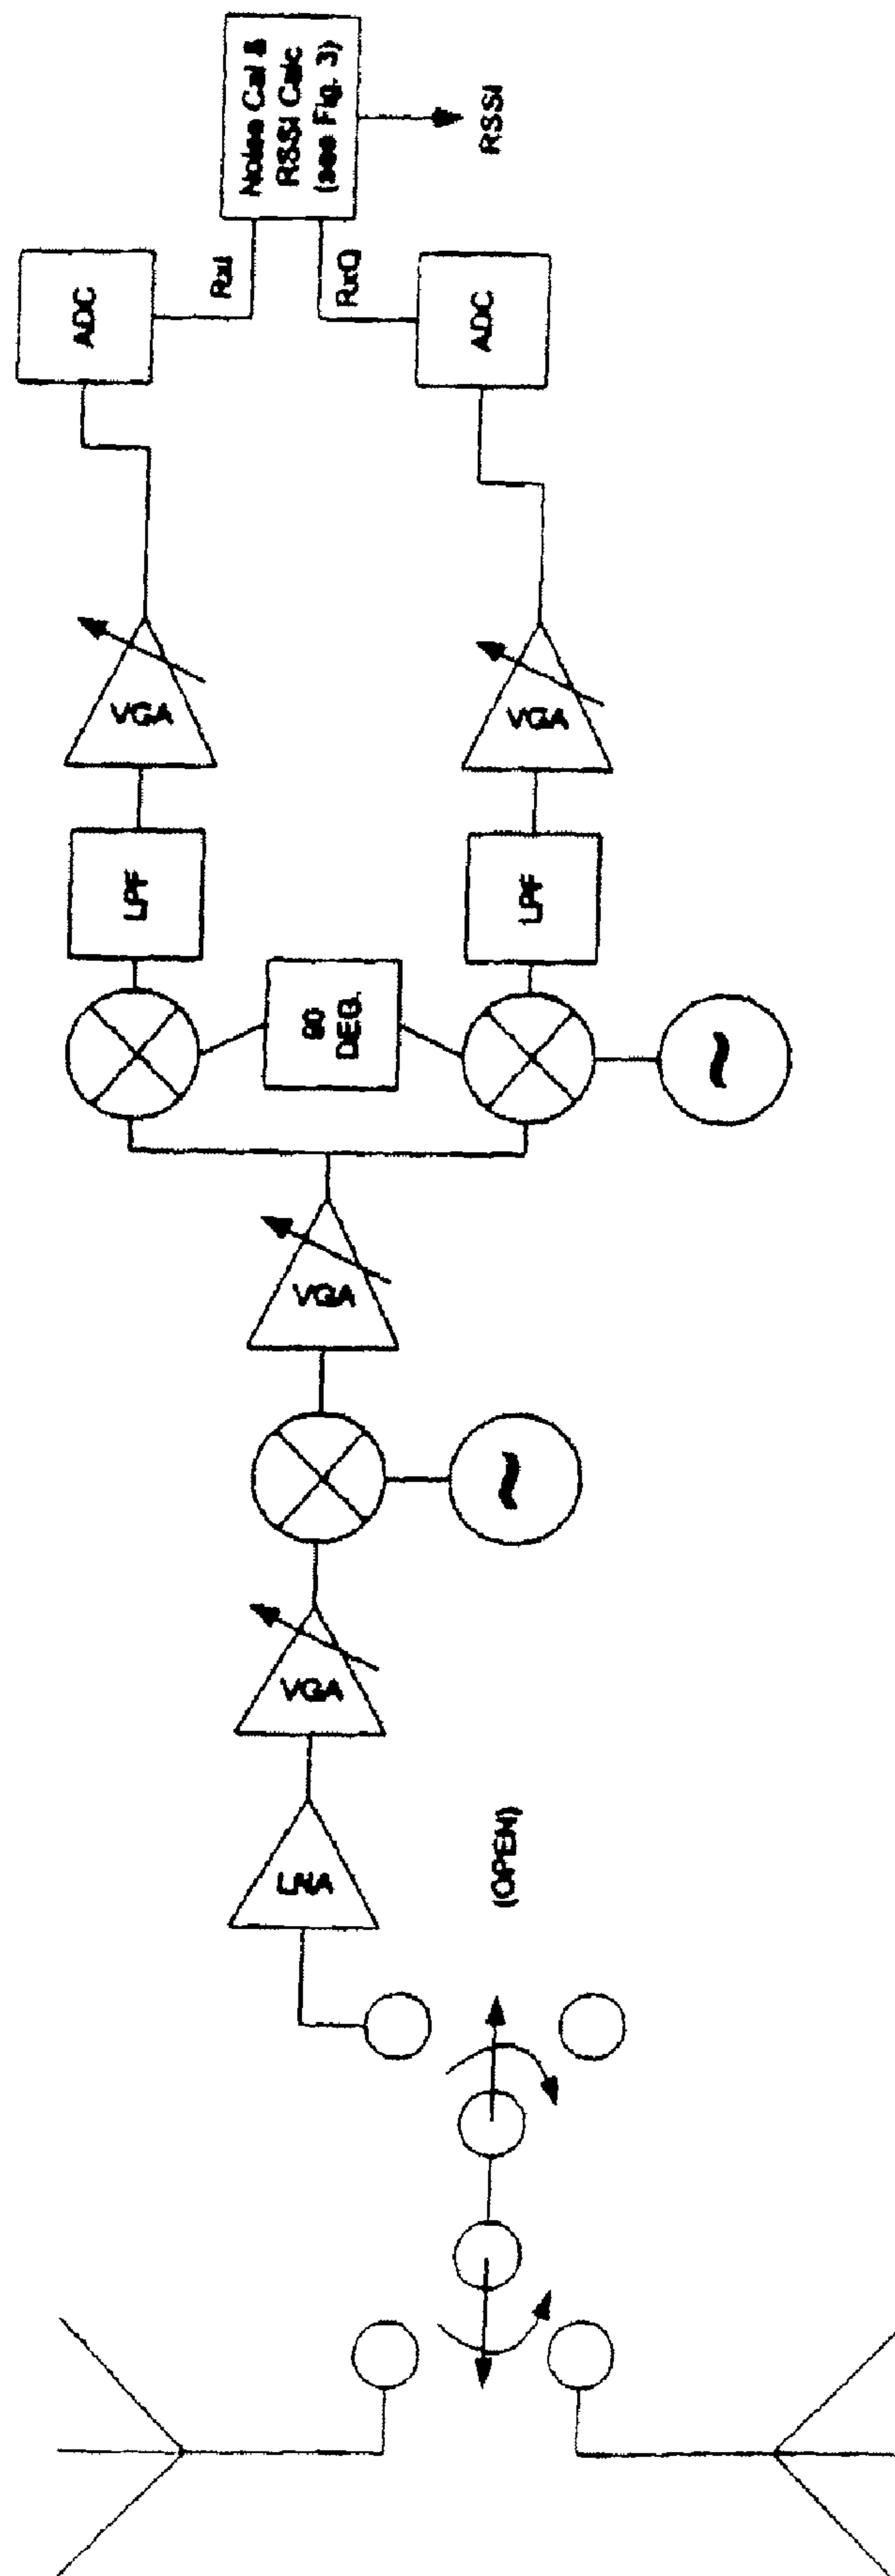 LNA
(OPEN)
VGA
VGA
90
DEG.
LPF
VGA
ADC
RxI
LPF
VGA
ADC
RxQ
Noise Cal &
RSSI Calc
(see Fig. 3)
RSSI